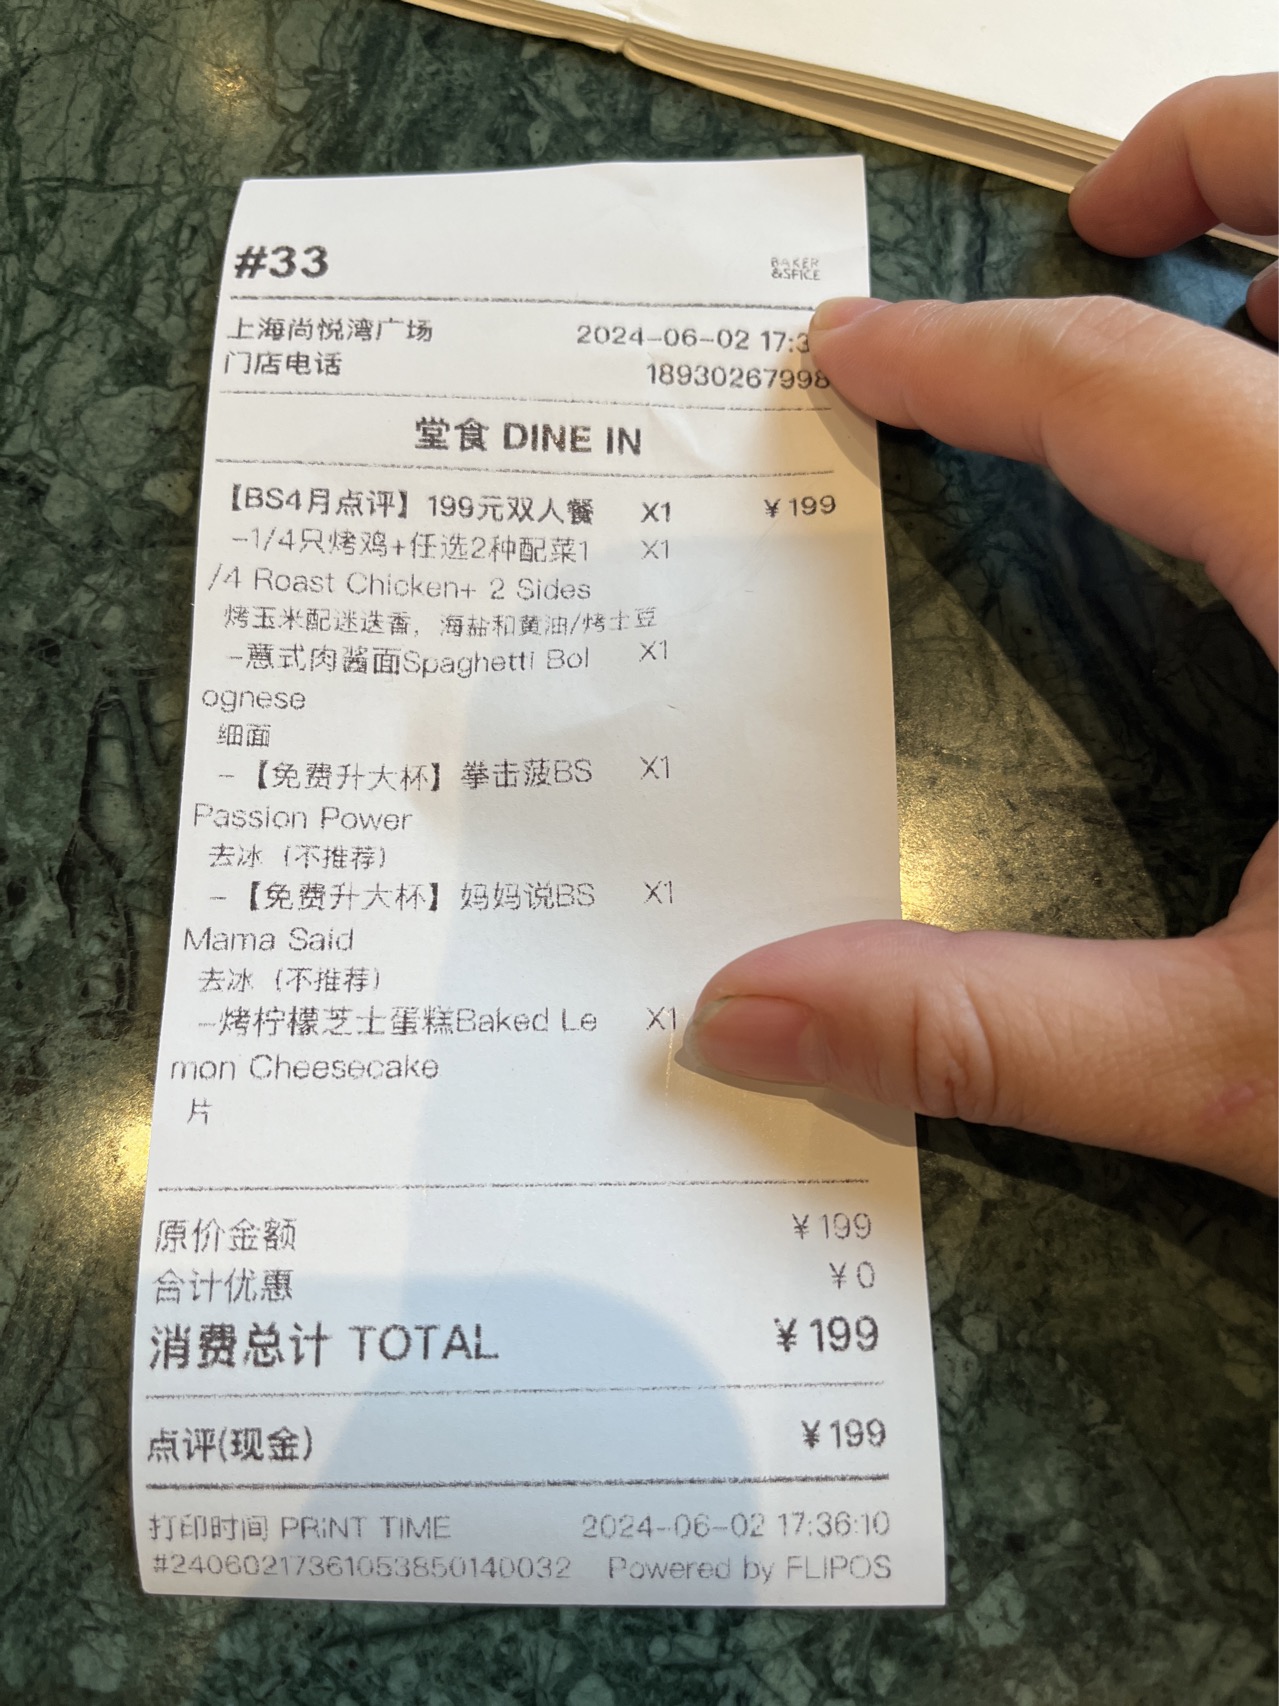 #33
BAKER
&SPICE
上海尚悦湾广场 2024-06-02 17:3
门店电话 18930267998
堂食 DINE IN
【BS4月点评】199元双人餐 X1 ¥199
-1/4只烤鸡+任选2种配菜1 X1
/4 Roast Chicken+ 2 Sides
烤玉米配迷迭香，海盐和黄油/烤土豆
-意式肉酱面Spaghetti Bol X1
ognese
细面
-【免费升大杯】拳击菠BS X1
Passion Power
去冰（不推荐）
-【免费升大杯】妈妈说BS X1
Mama Said
去冰（不推荐）
-烤柠檬芝士蛋糕Baked Le X1
mon Cheesecake
片
原价金额 ¥199
合计优惠 ¥0
消费总计 TOTAL ¥199
点评(现金) ¥199
打印时间 PRINT TIME 2024-06-02 17:36:10
#24060217361053850140032 Powered by FLIPOS